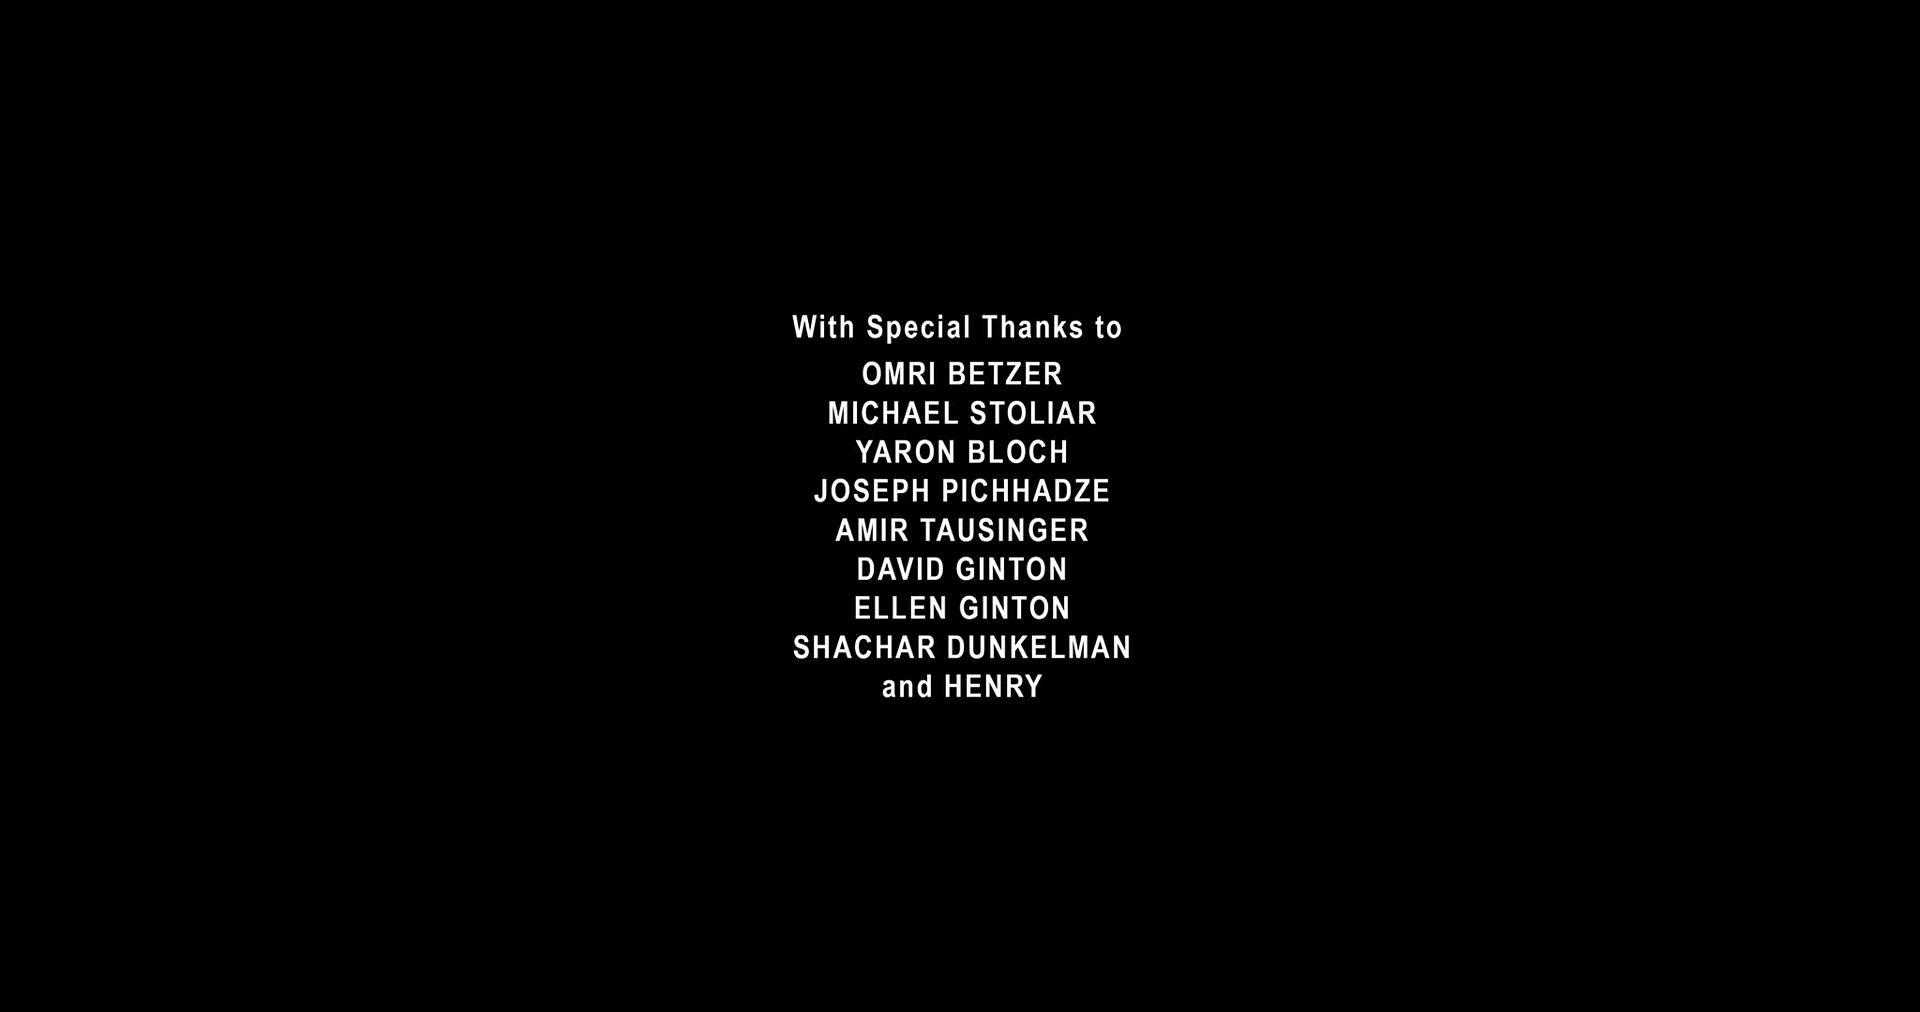 With Special Thanks to
OMRI BETZER
MICHAEL STOLIAR
YARON BLOCH
JOSEPH PICHHADZE
AMIR TAUSINGER
DAVID GINTON
ELLEN GINTON
SHACHAR DUNKELMAN
and HENRY